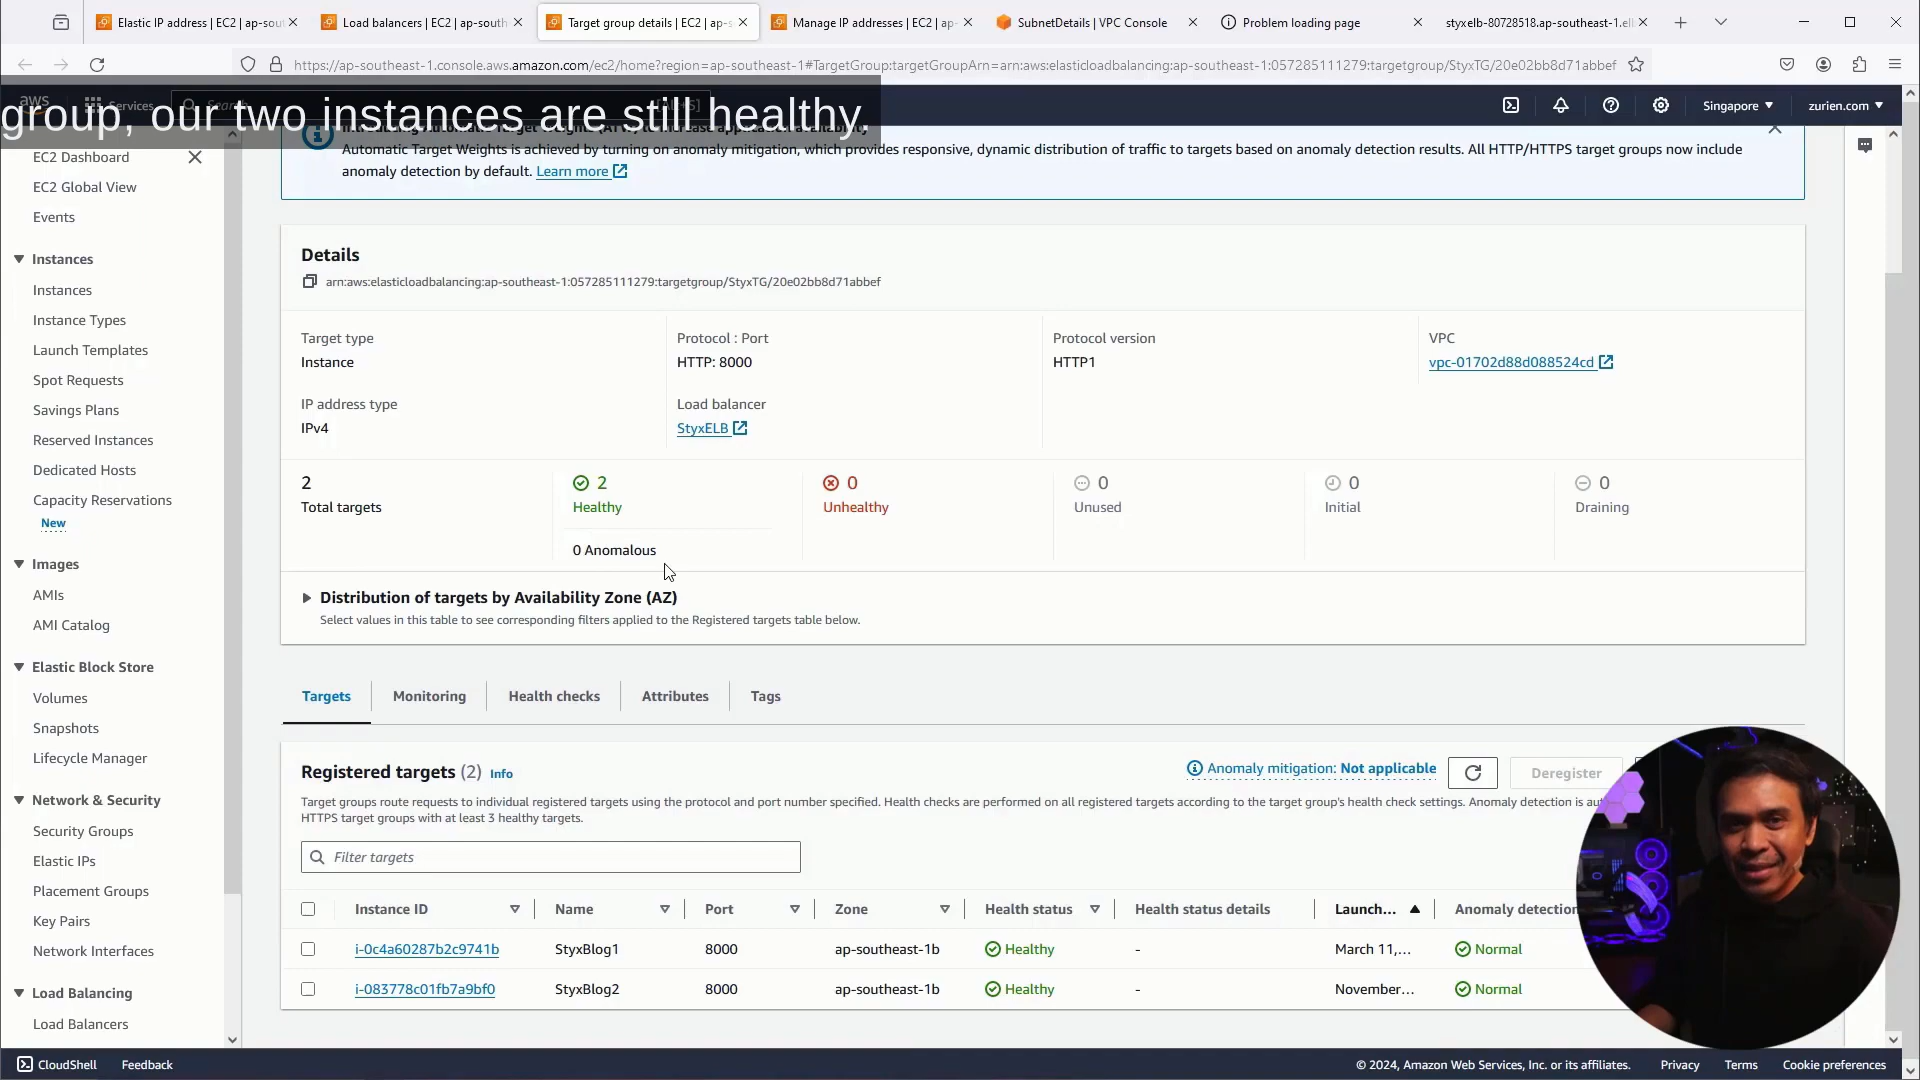 Elastic IP address | EC2 | ap-sou
Load balancers | EC2 | ap-south
Target group details | EC2 | ap-s
Manage IP addresses | EC2 | ap-
SubnetDetails | VPC Console
Problem loading page
styxelb-80728518.ap-southeast-1.el
https://ap-southeast-1.console.aws.amazon.com/ec2/home?region=ap-southeast-1#TargetGroup:targetGroupArn=arn:aws:elasticloadbalancing:ap-southeast-1:057285111279:targetgroup/StyxTG/20e02bb8d71abbef
aws
Services
Search
group, our two instances are still healthy,
Singapore
zurien.com
Automatic Target Weights is achieved by turning on anomaly mitigation, which provides responsive, dynamic distribution of traffic to targets based on anomaly detection results. All HTTP/HTTPS target groups now include
anomaly detection by default. Learn more
EC2 Dashboard
EC2 Global View
Events
Instances
Instances
Instance Types
Launch Templates
Spot Requests
Savings Plans
Reserved Instances
Dedicated Hosts
Capacity Reservations
New
Images
AMIs
AMI Catalog
Elastic Block Store
Volumes
Snapshots
Lifecycle Manager
Network & Security
Security Groups
Elastic IPs
Placement Groups
Key Pairs
Network Interfaces
Load Balancing
Load Balancers
Details
arn:aws:elasticloadbalancing:ap-southeast-1:057285111279:targetgroup/StyxTG/20e02bb8d71abbef
Target type
Instance
Protocol : Port
HTTP: 8000
Protocol version
HTTP1
VPC
vpc-01702d88d088524cd
IP address type
IPv4
Load balancer
StyxELB
2
Total targets
2
Healthy
0 Anomalous
0
Unhealthy
0
Unused
0
Initial
0
Draining
Distribution of targets by Availability Zone (AZ)
Select values in this table to see corresponding filters applied to the Registered targets table below.
Targets
Monitoring
Health checks
Attributes
Tags
Registered targets (2) Info
Anomaly mitigation: Not applicable
Deregister
Target groups route requests to individual registered targets using the protocol and port number specified. Health checks are performed on all registered targets according to the target group's health check settings. Anomaly detection is au
HTTPS target groups with at least 3 healthy targets.
Filter targets
Instance ID Name Port Zone Health status Health status details Launch... Anomaly detection
i-0c4a60287b2c9741b StyxBlog1 8000 ap-southeast-1b Healthy - March 11,... Normal
i-083778c01fb7a9bf0 StyxBlog2 8000 ap-southeast-1b Healthy - November... Normal
CloudShell
Feedback
© 2024, Amazon Web Services, Inc. or its affiliates.
Privacy
Terms
Cookie preferences